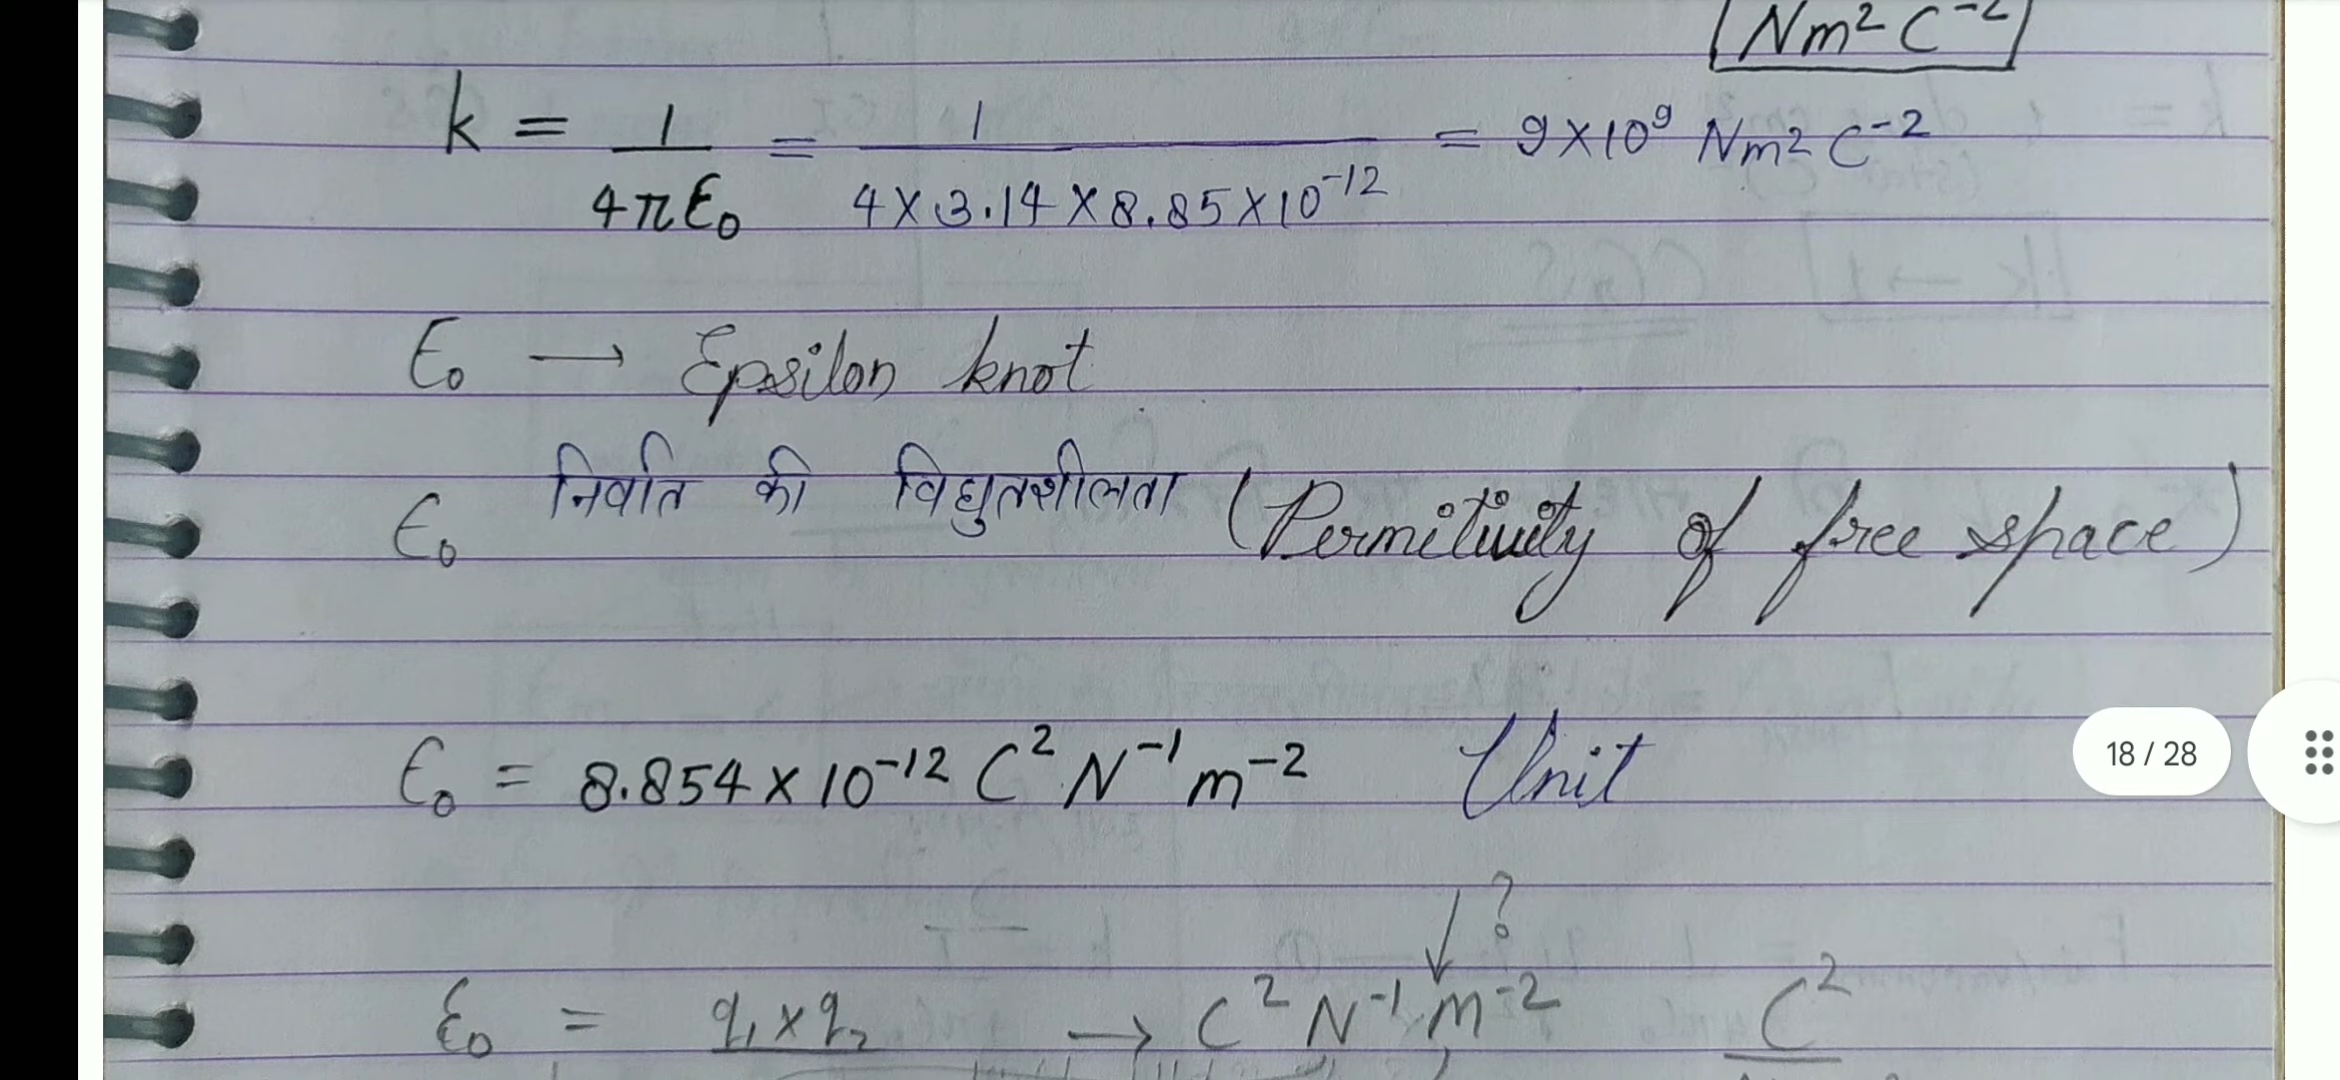 Nm² C⁻²
k = 1/4πε₀ = 1/4×3.14×8.85×10⁻¹² = 9×10⁹ Nm² C⁻²
ε₀ → Epsilon knot
ε₀ निर्वात की विद्युतशीलता (Permitivity of free space)
ε₀ = 8.854×10⁻¹² C² N⁻¹ m⁻² Unit
18 / 28
?
ε₀ = q₁×q₂ → C² N⁻¹ M⁻² C²